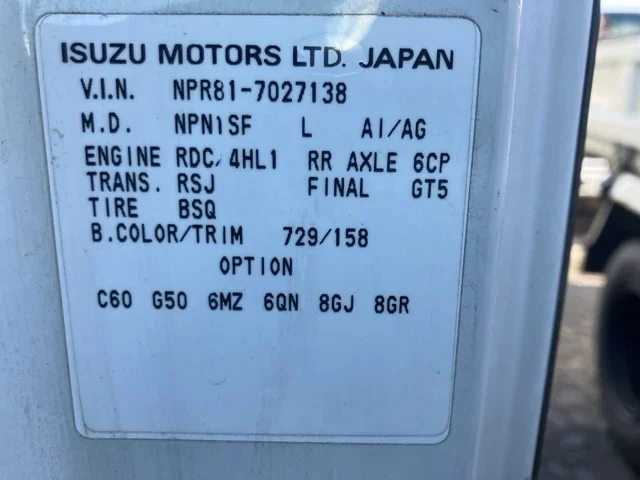 ISUZU MOTORS LTD. JAPAN
V.I.N. NPR81-7027138
M.D. NPN1SF L AI/AG
ENGINE RDC/4HL1 RR AXLE 6CP
TRANS. RSJ FINAL GT5
TIRE BSQ
B.COLOR/TRIM 729/158
OPTION
C60 G50 6MZ 6QN 8GJ 8GR